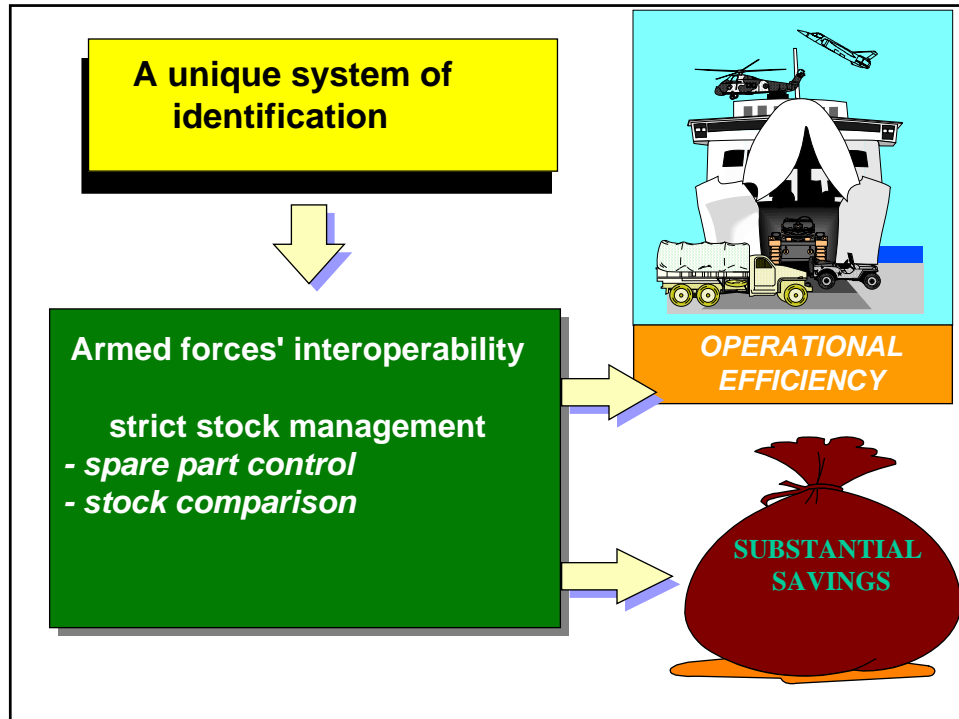 A unique system of
identification
Armed forces' interoperability
strict stock management
- spare part control
- stock comparison
OPERATIONAL
EFFICIENCY
SUBSTANTIAL
SAVINGS